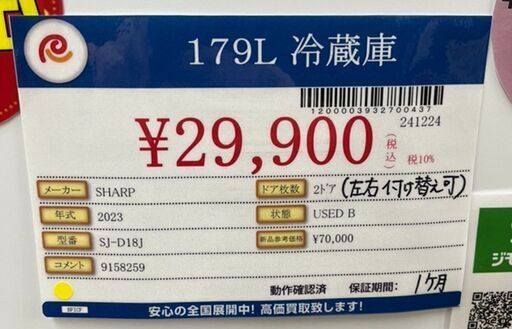 179L 冷蔵庫
1200003932700437
241224
¥29,900 (税込) 税10%
メーカー SHARP ドア枚数 2ドア (左右付け替え可)
年式 2023 状態 USED B
型番 SJ-D18J 新品参考価格 ¥70,000
コメント 9158259
動作確認済 保証期間： 1ケ月
安心の全国展開中! 高価買取致します!
ジモ